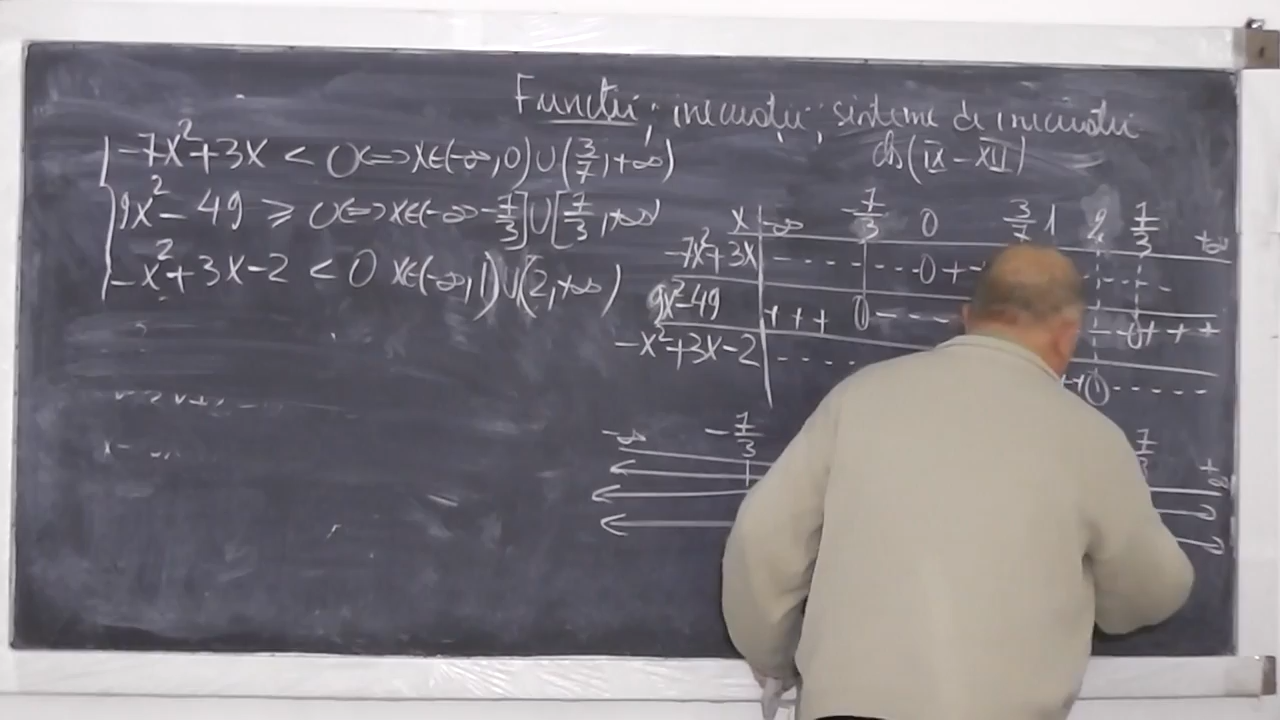 Funcții; inecuații; sisteme de inecuații
cls (IX – XII)
-7x²+3x < 0 <=> x∈(-∞,0)∪(3/7,+∞)
9x² - 49 ⩾ 0 <=> x∈(-∞ -7/3]∪[7/3,+∞)
-x²+3x-2 < 0 x∈(-∞,1)∪(2,+∞)
x -∞ -7/3 0 3/7 1 2 7/3 +∞
-7x²+3x - - - - - - - 0 + -
9x²-49 + + + 0 - - - - - 0 + + +
-x²+3x-2 - - - - - - + 0 - - - - -
-∞ -7/3 7/3 +∞